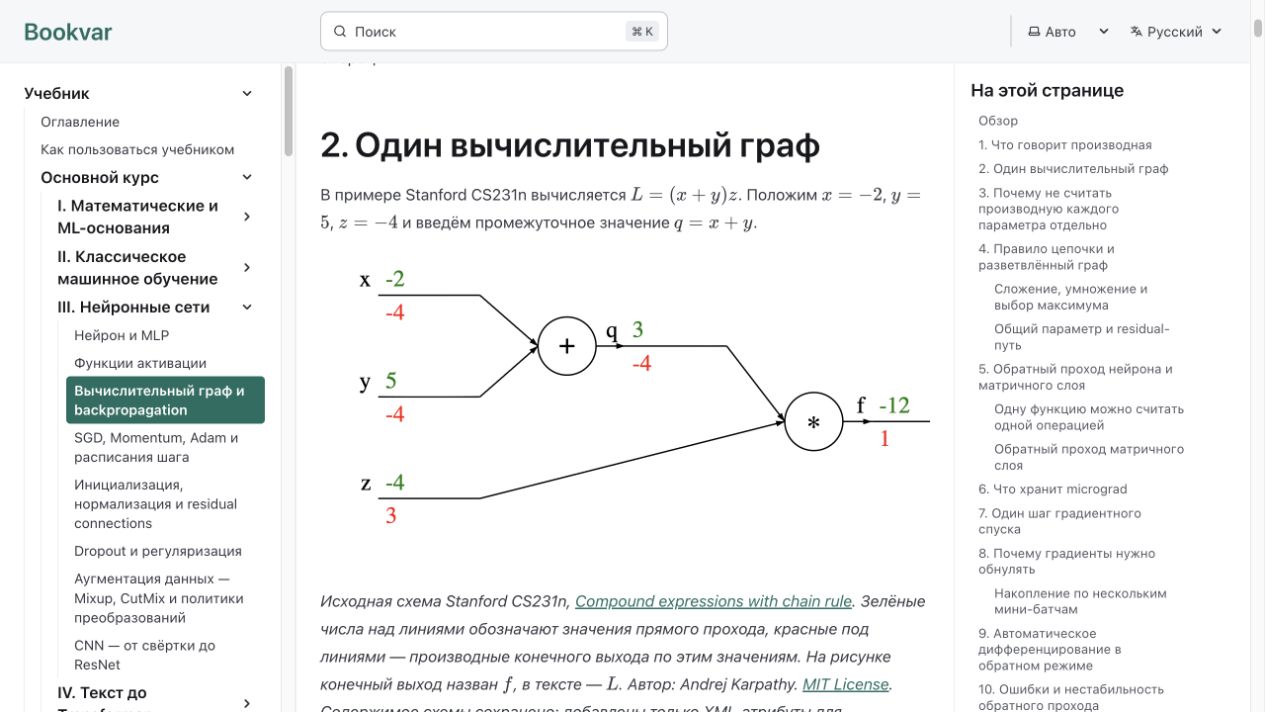 Bookvar
Поиск
⌘ K
Авто
Русский
Учебник
Оглавление
Как пользоваться учебником
Основной курс
I. Математические и
ML-основания
II. Классическое
машинное обучение
III. Нейронные сети
Нейрон и MLP
Функции активации
Вычислительный граф и
backpropagation
SGD, Momentum, Adam и
расписания шага
Инициализация,
нормализация и residual
connections
Dropout и регуляризация
Аугментация данных —
Mixup, CutMix и политики
преобразований
CNN — от свёртки до
ResNet
IV. Текст до
2. Один вычислительный граф
В примере Stanford CS231n вычисляется L = (x + y)z. Положим x = −2, y =
5, z = −4 и введём промежуточное значение q = x + y.
x -2
-4
y 5
-4
z -4
3
+
q 3
-4
*
f -12
1
Исходная схема Stanford CS231n, Compound expressions with chain rule. Зелёные
числа над линиями обозначают значения прямого прохода, красные под
линиями — производные конечного выхода по этим значениям. На рисунке
конечный выход назван f, в тексте — L. Автор: Andrej Karpathy. MIT License.
Содержимое схемы сохранено; добавлены только XML-атрибуты для
На этой странице
Обзор
1. Что говорит производная
2. Один вычислительный граф
3. Почему не считать
производную каждого
параметра отдельно
4. Правило цепочки и
разветвлённый граф
Сложение, умножение и
выбор максимума
Общий параметр и residual-
путь
5. Обратный проход нейрона и
матричного слоя
Одну функцию можно считать
одной операцией
Обратный проход матричного
слоя
6. Что хранит micrograd
7. Один шаг градиентного
спуска
8. Почему градиенты нужно
обнулять
Накопление по нескольким
мини-батчам
9. Автоматическое
дифференцирование в
обратном режиме
10. Ошибки и нестабильность
обратного прохода